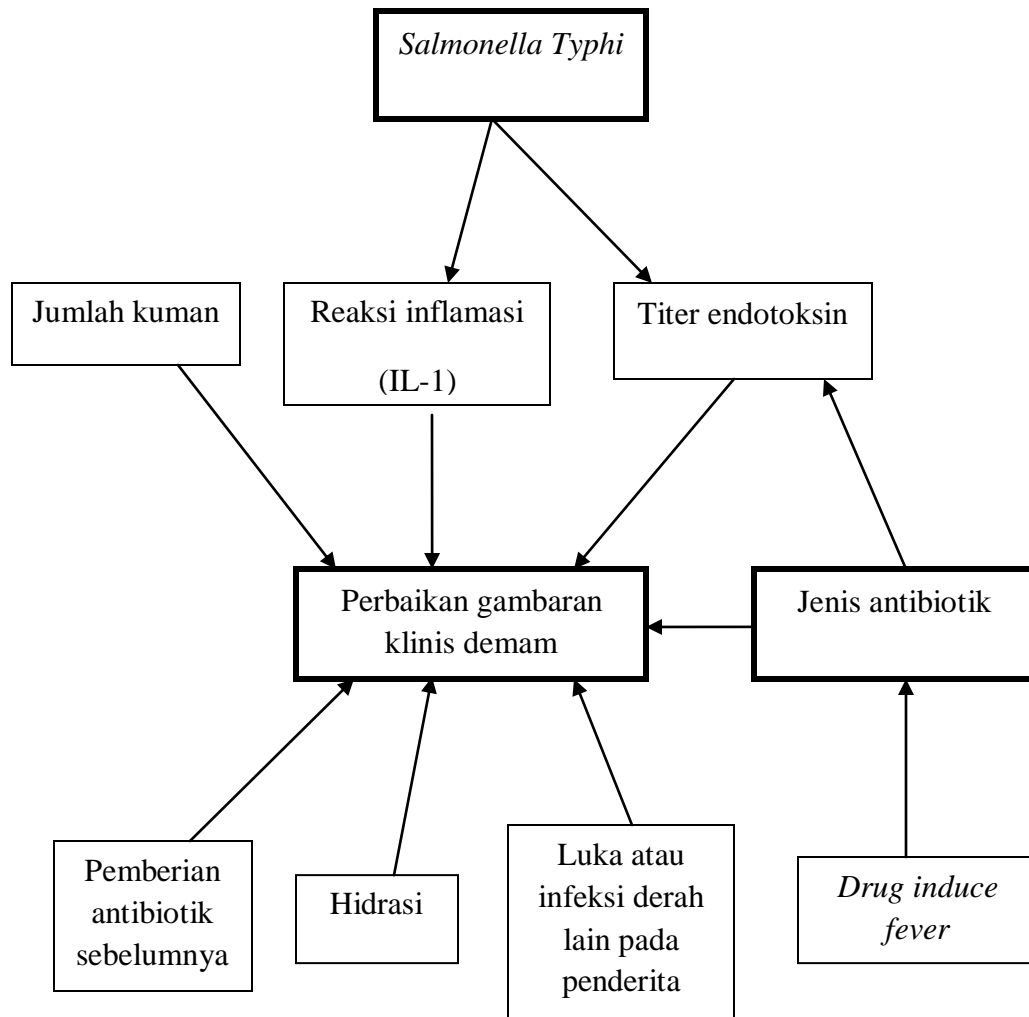 Salmonella Typhi
Jumlah kuman
Reaksi inflamasi
(IL-1)
Titer endotoksin
Perbaikan gambaran
klinis demam
Jenis antibiotik
Pemberian
antibiotik
sebelumnya
Hidrasi
Luka atau
infeksi derah
lain pada
penderita
Drug induce
fever